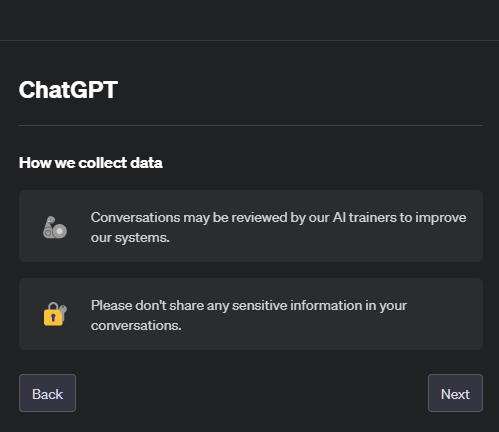 ChatGPT
How we collect data
Conversations may be reviewed by our AI trainers to improve
our systems.
Please don't share any sensitive information in your
conversations.
Back
Next